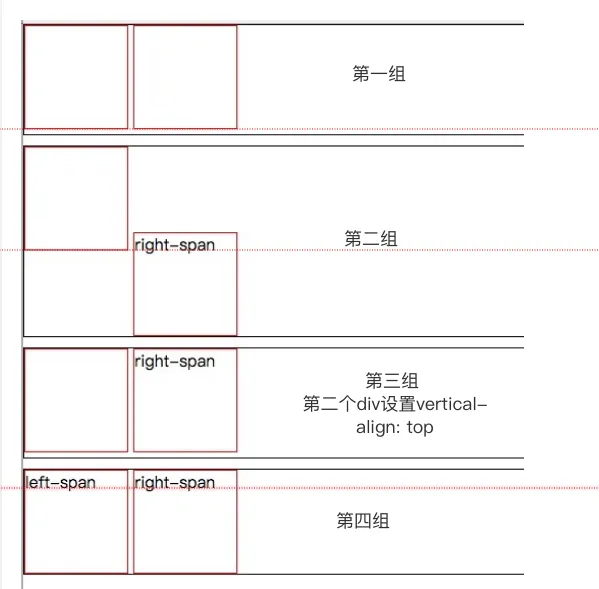 第一组
第二组
right-span
right-span
第三组
第二个div设置vertical-
align: top
left-span right-span
第四组